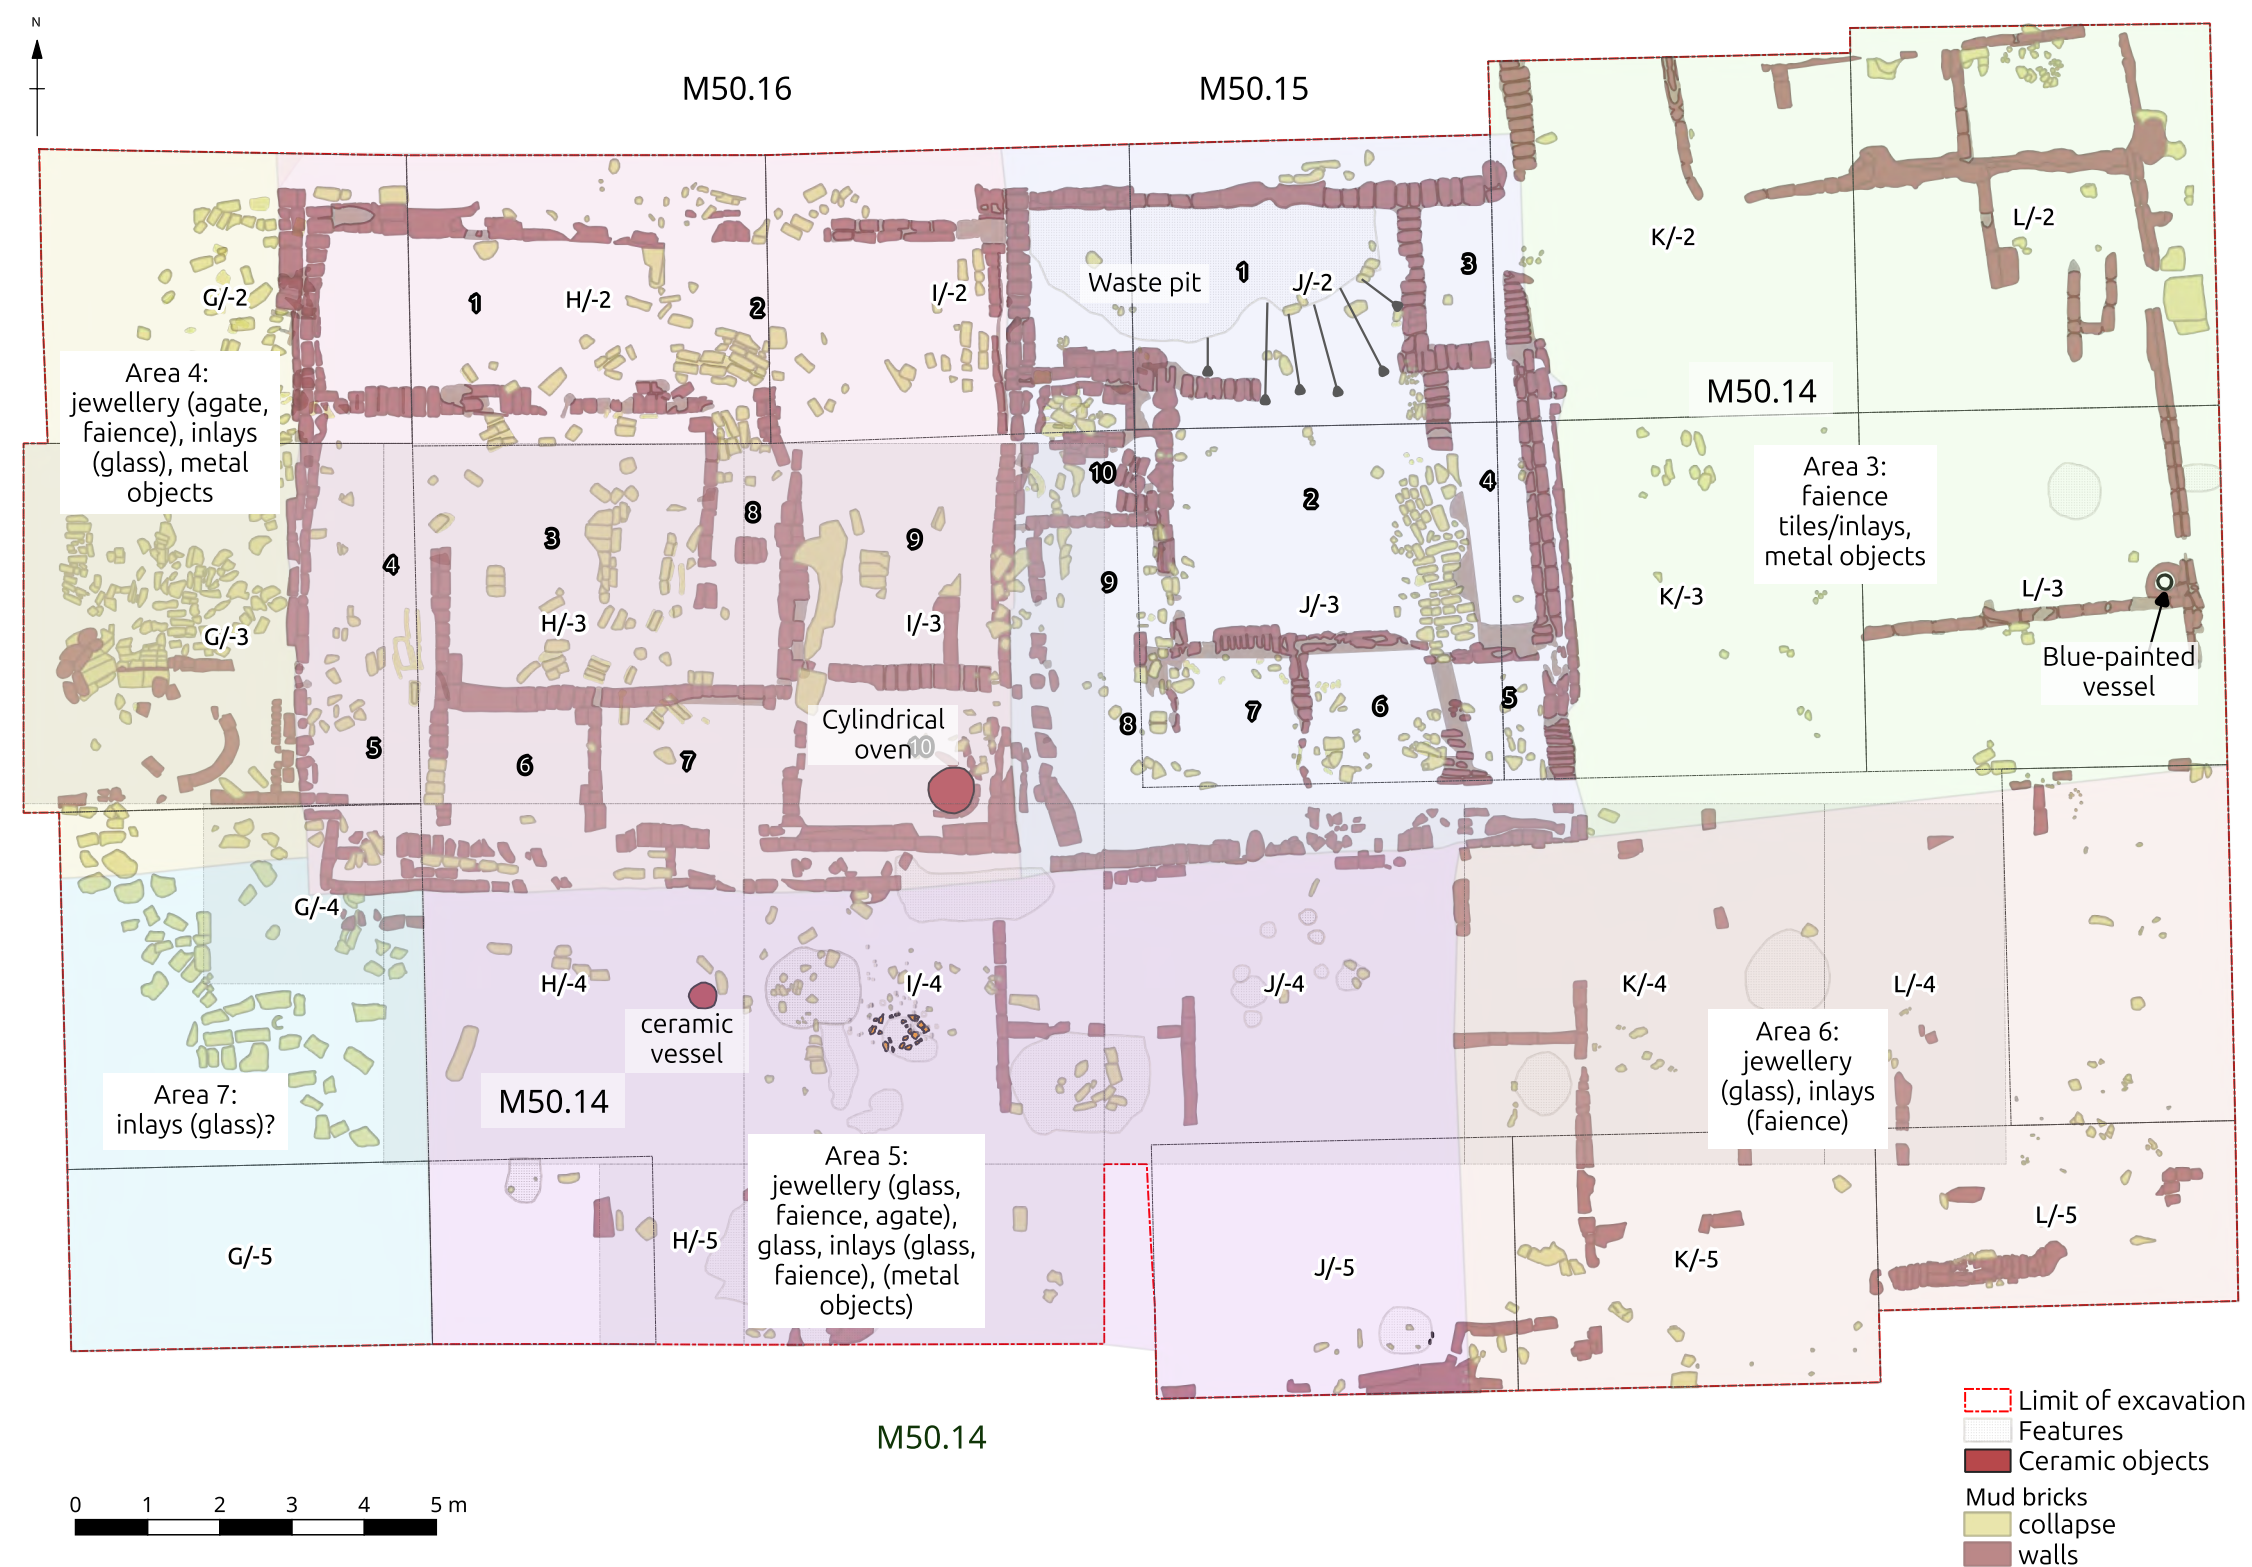 N
M50.16
M50.15
G/-2
1
H/-2
2
I/-2
Waste pit
1
J/-2
3
K/-2
L/-2
M50.14
Area 4:
jewellery (agate,
faience), inlays
(glass), metal
objects
Area 3:
faience
tiles/inlays,
metal objects
4
3
8
9
10
2
4
9
G/-3
H/-3
I/-3
J/-3
K/-3
L/-3
Blue-painted
vessel
5
6
7
Cylindrical
oven
10
8
7
6
5
G/-4
H/-4
I/-4
J/-4
K/-4
L/-4
ceramic
vessel
M50.14
Area 7:
inlays (glass)?
Area 6:
jewellery
(glass), inlays
(faience)
Area 5:
jewellery (glass,
faience, agate),
glass, inlays (glass,
faience), (metal
objects)
G/-5
H/-5
J/-5
K/-5
L/-5
M50.14
Limit of excavation
Features
Ceramic objects
Mud bricks
collapse
walls
0 1 2 3 4 5 m